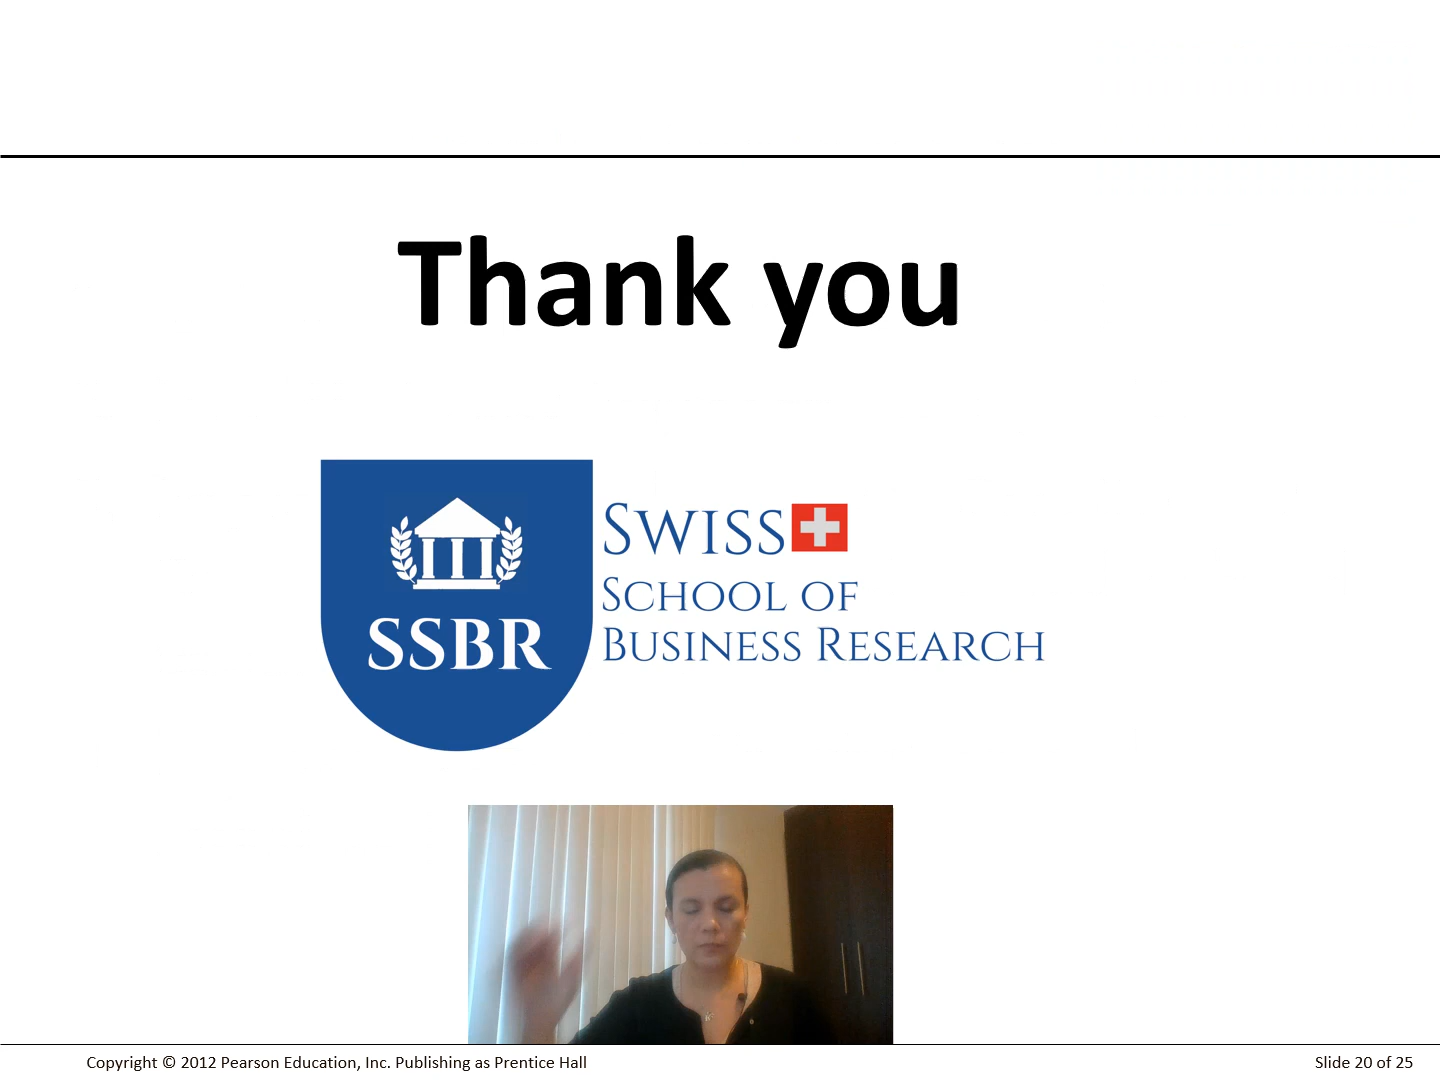 Thank you
SSBR
Swiss
School of
Business Research
Copyright © 2012 Pearson Education, Inc. Publishing as Prentice Hall
Slide 20 of 25